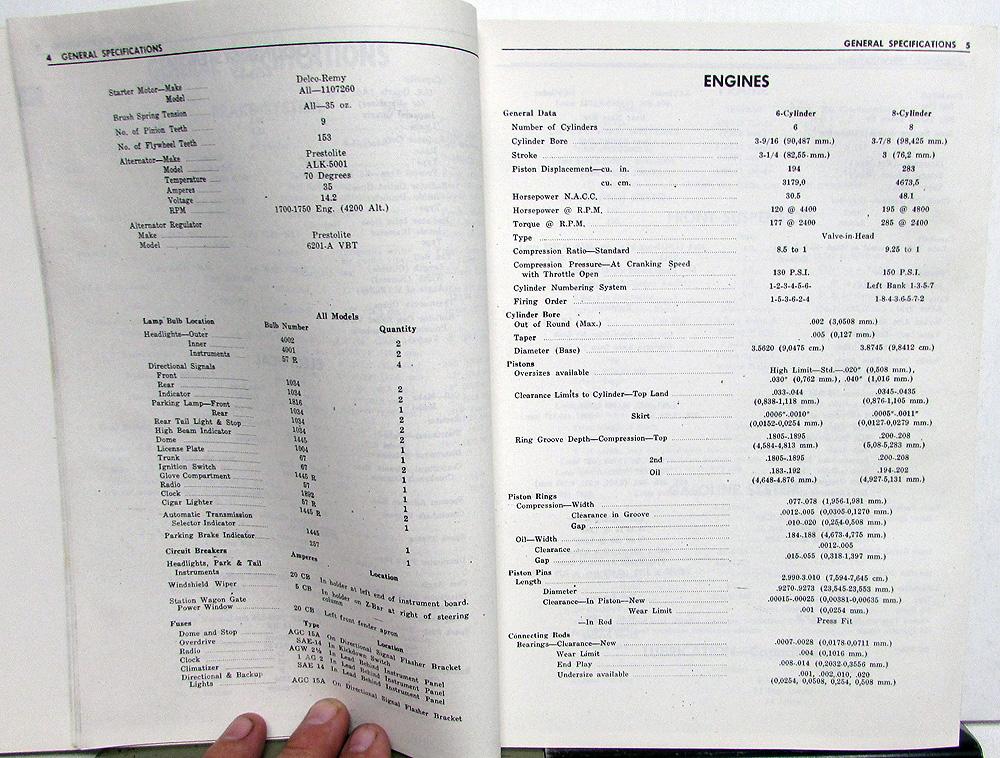 4 GENERAL SPECIFICATIONS
Starter Motor—Make Delco-Remy
Model All—1107260
Brush Spring Tension All—35 oz.
No. of Pinion Teeth 9
No. of Flywheel Teeth 153
Alternator—Make Prestolite
Model ALK-5001
Temperature 70 Degrees
Amperes 35
Voltage 14.2
RPM 1700-1750 Eng. (4200 Alt.)
Alternator Regulator
Make Prestolite
Model 6201-A VBT
All Models
Lamp Bulb Location Bulb Number Quantity
Headlights—Outer 4002 2
Inner 4001 2
Instruments 57 R 4
Directional Signals
Front 1034 2
Rear 1034 2
Indicator 1816 1
Parking Lamp—Front 1034 2
Rear 1034 2
Rear Tail Light & Stop 1034 2
High Beam Indicator 1445 1
Dome 1004 1
License Plate 67 1
Trunk 67 2
Ignition Switch 1445 R 1
Glove Compartment 57 1
Radio 1892 1
Clock 57 R 1
Cigar Lighter 1445 R 2
Automatic Transmission
Selector Indicator 1445 1
Parking Brake Indicator 257 1
Circuit Breakers Amperes Location
Headlights, Park & Tail
Instruments 20 CB In holder at left end of instrument board.
Windshield Wiper 5 CB In holder on Z-Bar at right of steering
column
Station Wagon Gate
Power Window 20 CB Left front fender apron
Fuses Type Location
Dome and Stop AGC 15A On Directional Signal Flasher Bracket
Overdrive SAE-14 In Kickdown Switch
Radio AGW 2½ In Lead Behind Instrument Panel
Clock 1 AG 2 In Lead Behind Instrument Panel
Climatizer SAE 14 In Lead Behind Instrument Panel
Directional & Backup
Lights AGC 15A On Directional Signal Flasher Bracket
GENERAL SPECIFICATIONS 5
ENGINES
General Data 6-Cylinder 8-Cylinder
Number of Cylinders 6 8
Cylinder Bore 3-9/16 (90,487 mm.) 3-7/8 (98,425 mm.)
Stroke 3-1/4 (82,55 mm.) 3 (76,2 mm.)
Piston Displacement—cu. in. 194 283
cu. cm. 3179,0 4673,5
Horsepower N.A.C.C. 30.5 48.1
Horsepower @ R.P.M. 120 @ 4400 195 @ 4800
Torque @ R.P.M. 177 @ 2400 285 @ 2400
Type Valve-in-Head
Compression Ratio—Standard 8.5 to 1 9.25 to 1
Compression Pressure—At Cranking Speed
with Throttle Open 130 P.S.I. 150 P.S.I.
Cylinder Numbering System 1-2-3-4-5-6- Left Bank 1-3-5-7
Firing Order 1-5-3-6-2-4 1-8-4-3-6-5-7-2
Cylinder Bore
Out of Round (Max.) .002 (3,0508 mm.)
Taper .005 (0,127 mm.)
Diameter (Base) 3.5620 (9,0475 cm.) 3.8745 (9,8412 cm.)
Pistons
Oversizes available High Limit—Std.—.020" (0,508 mm.),
.030" (0,762 mm.), .040" (1,016 mm.)
Clearance Limits to Cylinder—Top Land .033-.044 .0345-.0435
(0,838-1,118 mm.) (0,876-1,105 mm.)
Skirt .0006"-.0010" .0005"-.0011"
(0,0152-0,0254 mm.) (0,0127-0,0279 mm.)
Ring Groove Depth—Compression—Top .1805-.1895 .200-.208
(4,584-4,813 mm.) (5,08-5,283 mm.)
2nd .1805-.1895 .200-.208
Oil .183-.192 .194-.202
(4,648-4,876 mm.) (4,927-5,131 mm.)
Piston Rings
Compression—Width .077-.078 (1,956-1,981 mm.)
Clearance in Groove .0012-.005 (0,0305-0,1270 mm.)
Gap .010-.020 (0,254-0,508 mm.)
Oil—Width .184-.188 (4,673-4,775 mm.)
Clearance .0012-.005
Gap .015-.055 (0,318-1,397 mm.)
Piston Pins
Length 2.990-3.010 (7,594-7,645 cm.)
Diameter .9270-.9273 (23,545-23,553 mm.)
Clearance—In Piston—New .00015-.00025 (0,00381-0,00635 mm.)
Wear Limit .001 (0,0254 mm.)
—In Rod Press Fit
Connecting Rods
Bearings—Clearance—New .0007-.0028 (0,0178-0,0711 mm.)
Wear Limit .004 (0,1016 mm.)
End Play .008-.014 (0,2032-0,3556 mm.)
Undersize available .001, .002, .010, .020
(0,0254, 0,0508, 0,254, 0,508 mm.)